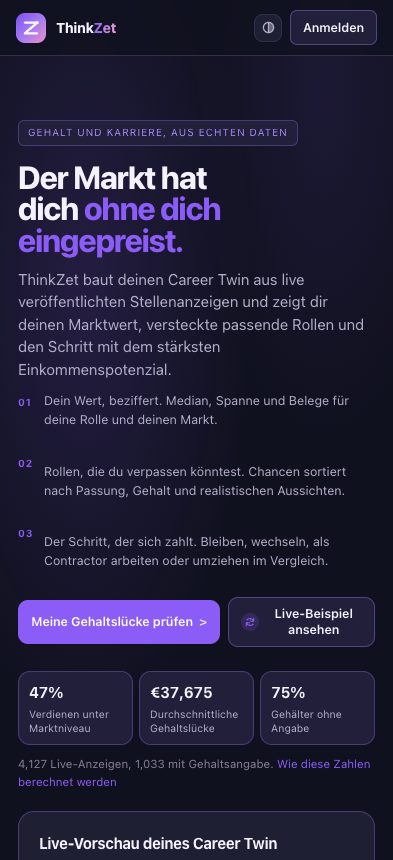 ThinkZet
Anmelden
GEHALT UND KARRIERE, AUS ECHTEN DATEN
Der Markt hat
dich ohne dich
eingepreist.
ThinkZet baut deinen Career Twin aus live
veröffentlichten Stellenanzeigen und zeigt dir
deinen Marktwert, versteckte passende Rollen und
den Schritt mit dem stärksten
Einkommenspotenzial.
01 Dein Wert, beziffert. Median, Spanne und Belege für
deine Rolle und deinen Markt.
02 Rollen, die du verpassen könntest. Chancen sortiert
nach Passung, Gehalt und realistischen Aussichten.
03 Der Schritt, der sich zahlt. Bleiben, wechseln, als
Contractor arbeiten oder umziehen im Vergleich.
Meine Gehaltslücke prüfen >
Live-Beispiel
ansehen
47%
Verdienen unter
Marktniveau
€37,675
Durchschnittliche
Gehaltslücke
75%
Gehälter ohne
Angabe
4,127 Live-Anzeigen, 1,033 mit Gehaltsangabe. Wie diese Zahlen
berechnet werden
Live-Vorschau deines Career Twin